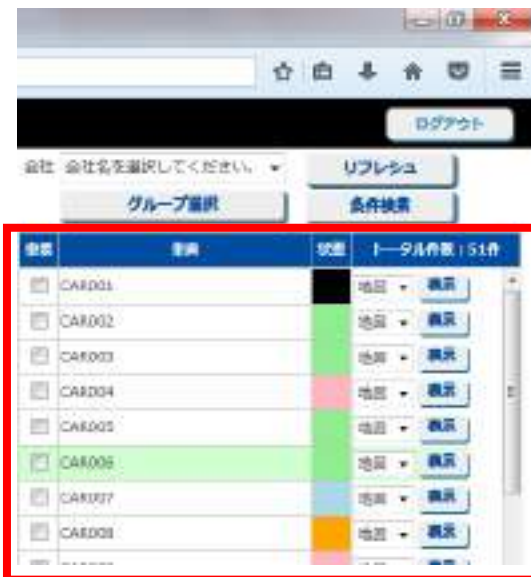 ログアウト
会社 会社名を選択してください。 リフレシュ
グループ選択 条件検索
車両 状態 トータル件数:51件
CAR001 地図 表示
CAR002 地図 表示
CAR003 地図 表示
CAR004 地図 表示
CAR005 地図 表示
CAR006 地図 表示
CAR007 地図 表示
CAR008 地図 表示